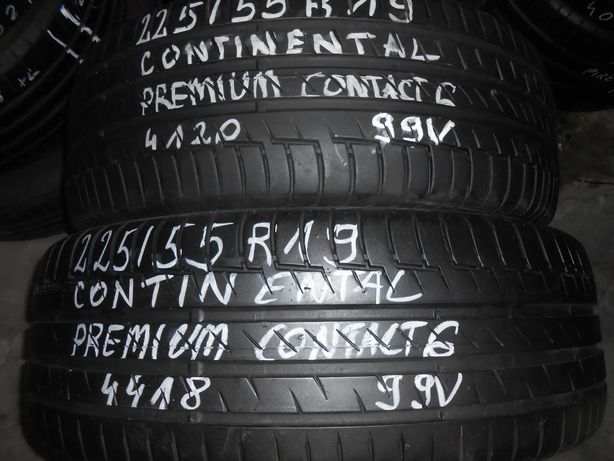 225/55 R19
CONTINENTAL
PREMIUM CONTACT 6
4120 99V
225/55 R19
CONTINENTAL
PREMIUM CONTACT 6
4418 99V